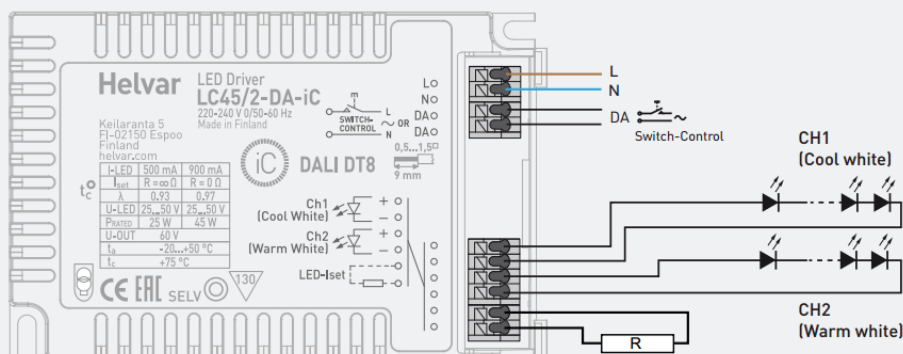 Helvar
LED Driver
LC45/2-DA-iC
220-240 V 0/50-60 Hz
Made in Finland
Keilaranta 5
FI-02150 Espoo
Finland
helvar.com
SWITCH-
CONTROL
L
N
OR
L
N
DA
DA
0,5...1,5
9 mm
iC
DALI DT8
I-LED 500 mA 900 mA
Iset R=∞ Ω R=0 Ω
λ 0.93 0.97
U-LED 25...50 V 25...50 V
PRATED 25 W 45 W
U-OUT 60 V
ta -20...+50 °C
tc +75 °C
tc
Ch1
(Cool White)
+
-
Ch2
(Warm White)
+
-
LED-Iset
CE EAC SELV
130
L
N
DA
Switch-Control
CH1
(Cool white)
CH2
(Warm white)
R